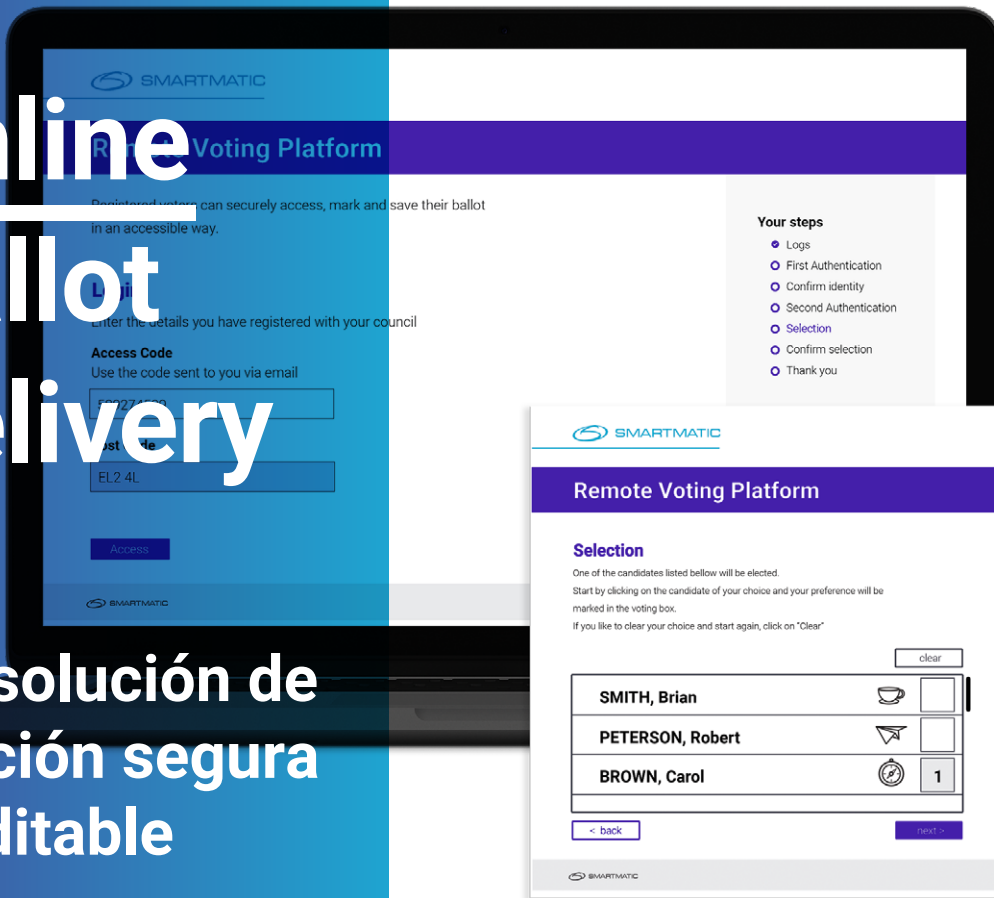 nline
llot
elivery
solución de
ción segura
ditable
SMARTMATIC
Remote Voting Platform
Registered voters can securely access, mark and save their ballot
in an accessible way.
Login
Enter the details you have registered with your council
Access Code
Use the code sent to you via email
Post Code
EL2 4L
Access
SMARTMATIC
Your steps
Logs
First Authentication
Confirm identity
Second Authentication
Selection
Confirm selection
Thank you
SMARTMATIC
Remote Voting Platform
Selection
One of the candidates listed bellow will be elected.
Start by clicking on the candidate of your choice and your preference will be
marked in the voting box.
If you like to clear your choice and start again, click on "Clear"
clear
SMITH, Brian
PETERSON, Robert
BROWN, Carol 1
< back
next >
SMARTMATIC